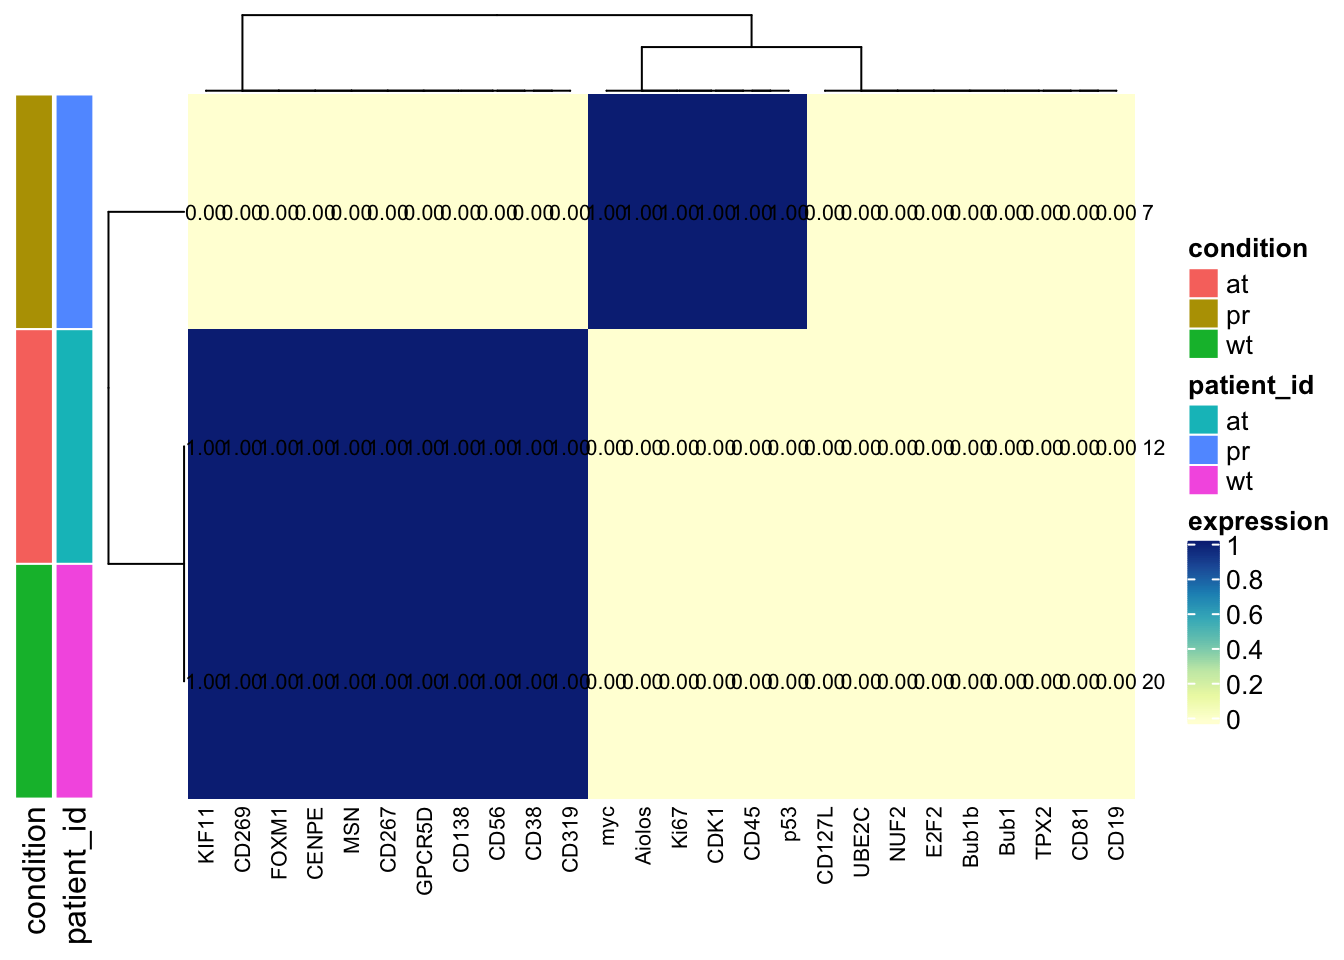 0.00 0.00 0.00 0.00 0.00 0.00 0.00 0.00 0.00 0.00 0.00 1.00 1.00 1.00 1.00 1.00 1.00 0.00 0.00 0.00 0.00 0.00 0.00 0.00 0.00 0.00 7
1.00 1.00 1.00 1.00 1.00 1.00 1.00 1.00 1.00 1.00 1.00 0.00 0.00 0.00 0.00 0.00 0.00 0.00 0.00 0.00 0.00 0.00 0.00 0.00 0.00 0.00 12
1.00 1.00 1.00 1.00 1.00 1.00 1.00 1.00 1.00 1.00 1.00 0.00 0.00 0.00 0.00 0.00 0.00 0.00 0.00 0.00 0.00 0.00 0.00 0.00 0.00 0.00 20
condition
patient_id
KIF11
CD269
FOXM1
CENPE
MSN
CD267
GPCR5D
CD138
CD56
CD38
CD319
myc
Aiolos
Ki67
CDK1
CD45
p53
CD127L
UBE2C
NUF2
E2F2
Bub1b
Bub1
TPX2
CD81
CD19
condition
at
pr
wt
patient_id
at
pr
wt
expression
1
0.8
0.6
0.4
0.2
0